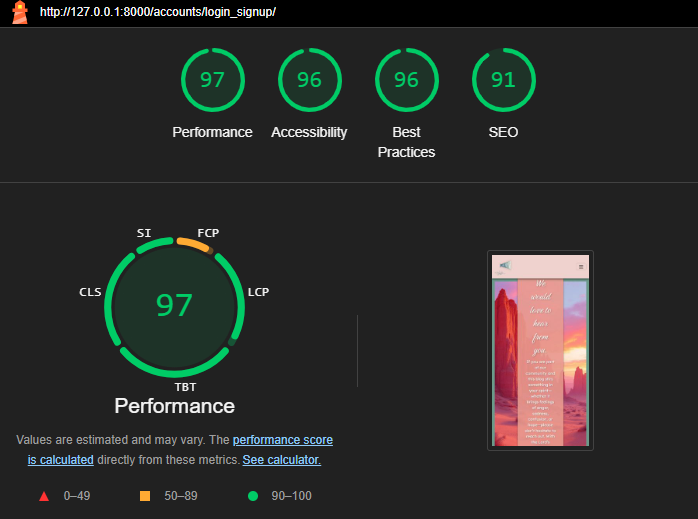 http://127.0.0.1:8000/accounts/login_signup/
97
96
96
91
Performance
Accessibility
Best
Practices
SEO
SI
FCP
CLS
LCP
97
TBT
Performance
Values are estimated and may vary. The performance score
is calculated directly from these metrics. See calculator.
0–49
50–89
90–100
We
would
love to
hear
from
you.